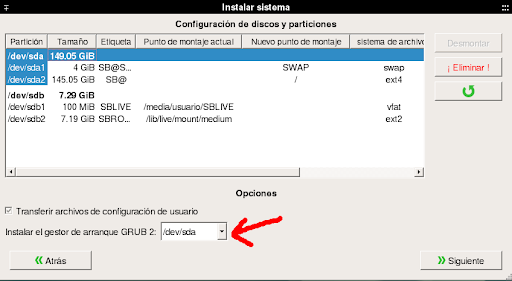 Instalar sistema
Configuración de discos y particiones
Partición Tamaño Etiqueta Punto de montaje actual Nuevo punto de montaje sistema de archivo
/dev/sda 149.05 GiB
/dev/sda1 4 GiB SB@S... SWAP swap
/dev/sda2 145.05 GiB SB@ / ext4
/dev/sdb 7.29 GiB
/dev/sdb1 100 MiB SBLIVE /media/usuario/SBLIVE vfat
/dev/sdb2 7.19 GiB SBRO... /lib/live/mount/medium ext2
Desmontar
¡ Eliminar !
Opciones
Transferir archivos de configuración de usuario
Instalar el gestor de arranque GRUB 2: /dev/sda
Atrás
Siguiente